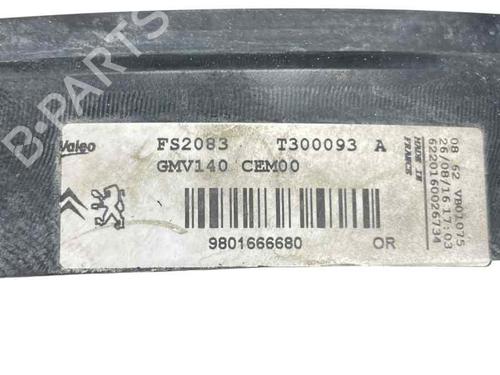 B-PARTS
Valeo
FS2083 T300093 A
GMV140 CEM00
9801666680 OR
MADE IN
FRANCE
08 62 VB01075
26/08/16 17:03
6220160026734